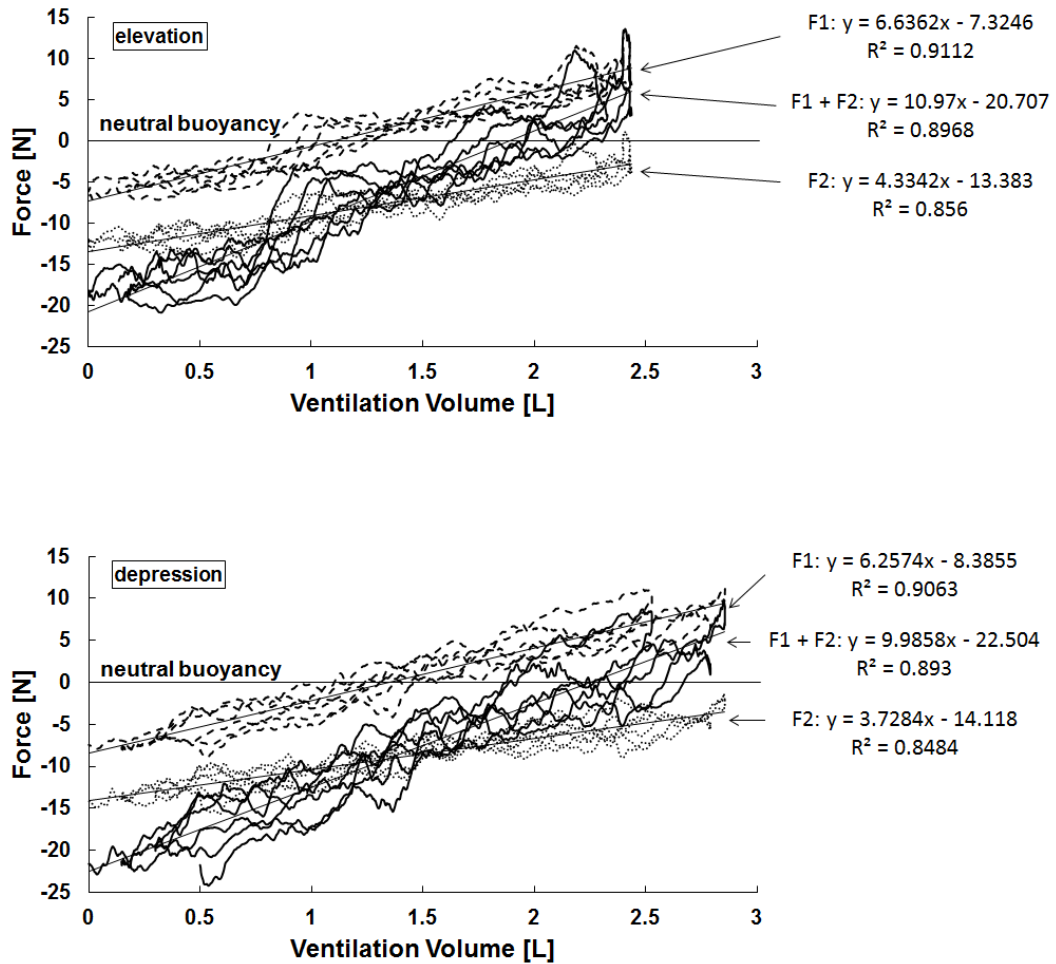 15
10
5
0
-5
-10
-15
-20
-25
Force [N]
elevation
neutral buoyancy
0
0.5
1
1.5
2
2.5
3
Ventilation Volume [L]
F1: y = 6.6362x - 7.3246
R² = 0.9112
F1 + F2: y = 10.97x - 20.707
R² = 0.8968
F2: y = 4.3342x - 13.383
R² = 0.856
15
10
5
0
-5
-10
-15
-20
-25
Force [N]
depression
neutral buoyancy
0
0.5
1
1.5
2
2.5
3
Ventilation Volume [L]
F1: y = 6.2574x - 8.3855
R² = 0.9063
F1 + F2: y = 9.9858x - 22.504
R² = 0.893
F2: y = 3.7284x - 14.118
R² = 0.8484